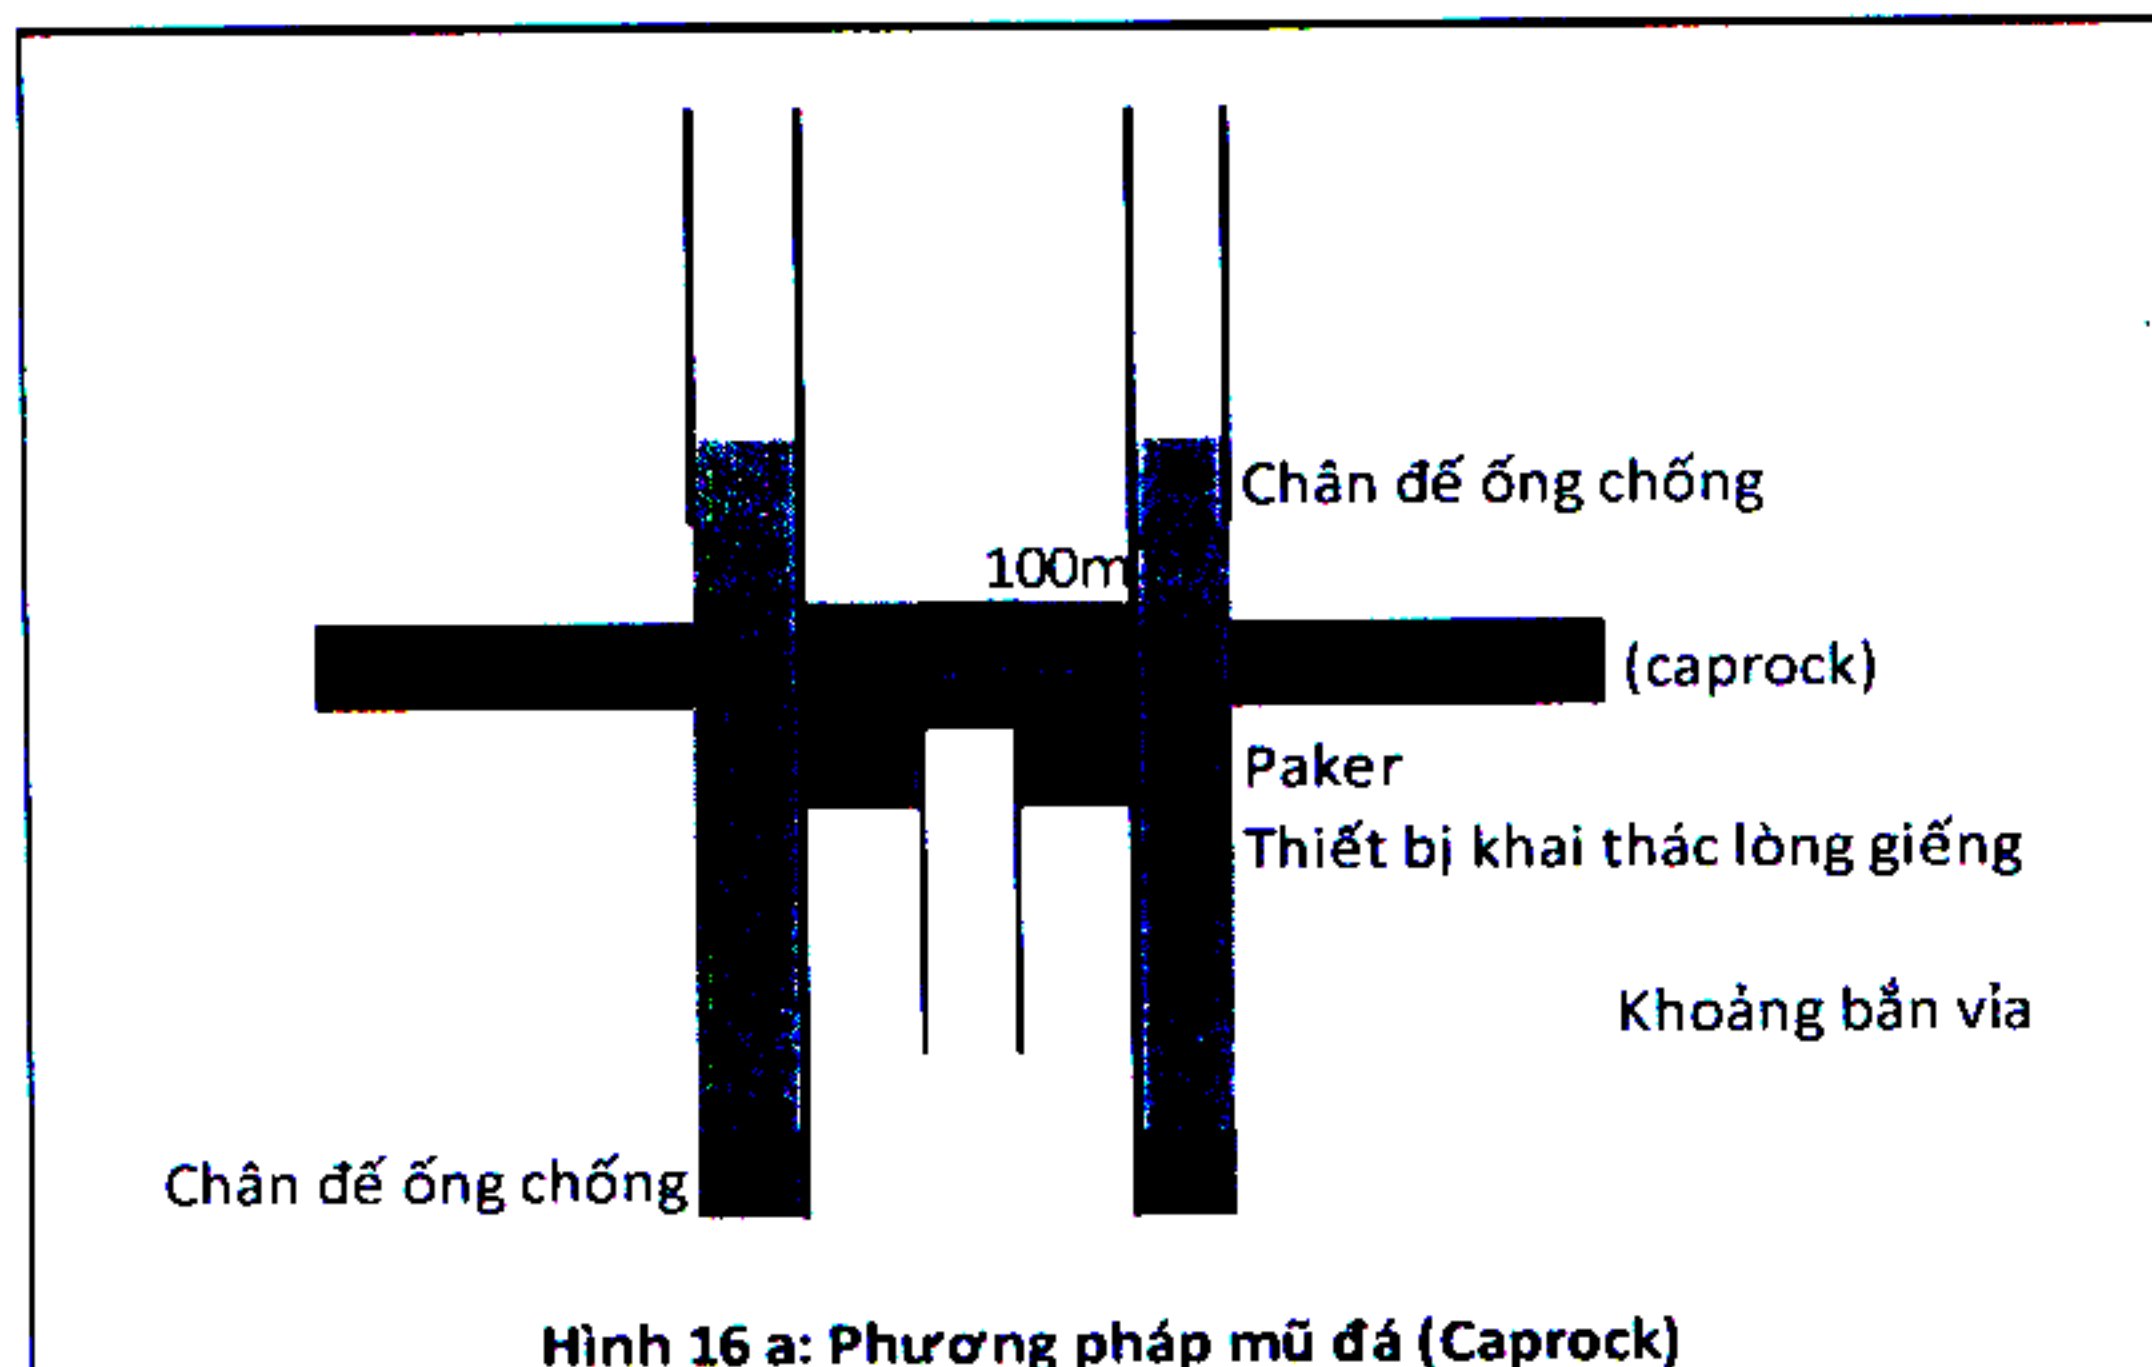 Chân đế ống chống
100m
(caprock)
Paker
Thiết bị khai thác lòng giếng
Khoảng bắn vỉa
Chân đế ống chống
Hình 16 a: Phương pháp mũ đá (Caprock)